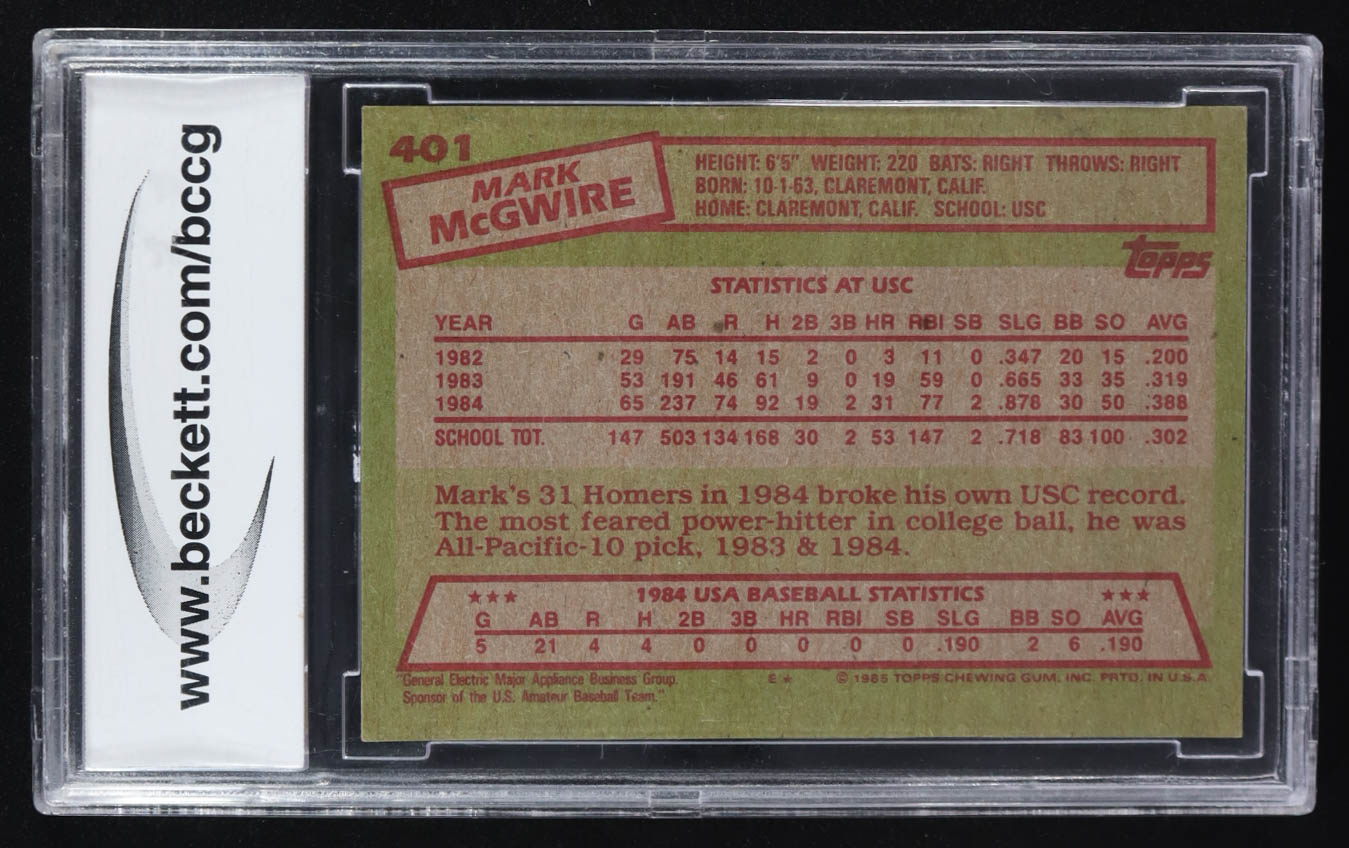 www.beckett.com/bccg
401
MARK
McGWIRE
HEIGHT: 6'5" WEIGHT: 220 BATS: RIGHT THROWS: RIGHT
BORN: 10-1-63, CLAREMONT, CALIF.
HOME: CLAREMONT, CALIF. SCHOOL: USC
topps
STATISTICS AT USC
YEAR G AB R H 2B 3B HR RBI SB SLG BB SO AVG
1982 29 75 14 15 2 0 3 11 0 .347 20 15 .200
1983 53 191 46 61 9 0 19 59 0 .665 33 35 .319
1984 65 237 74 92 19 2 31 77 2 .878 30 50 .388
SCHOOL TOT. 147 503 134 168 30 2 53 147 2 .718 83 100 .302
Mark's 31 Homers in 1984 broke his own USC record.
The most feared power-hitter in college ball, he was
All-Pacific-10 pick, 1983 & 1984.
★★★ 1984 USA BASEBALL STATISTICS ★★★
G AB R H 2B 3B HR RBI SB SLG BB SO AVG
5 21 4 4 0 0 0 0 0 .190 2 6 .190
"General Electric Major Appliance Business Group. E ★ © 1985 TOPPS CHEWING GUM, INC. PRTD. IN U.S.A.
Sponsor of the U.S. Amateur Baseball Team."